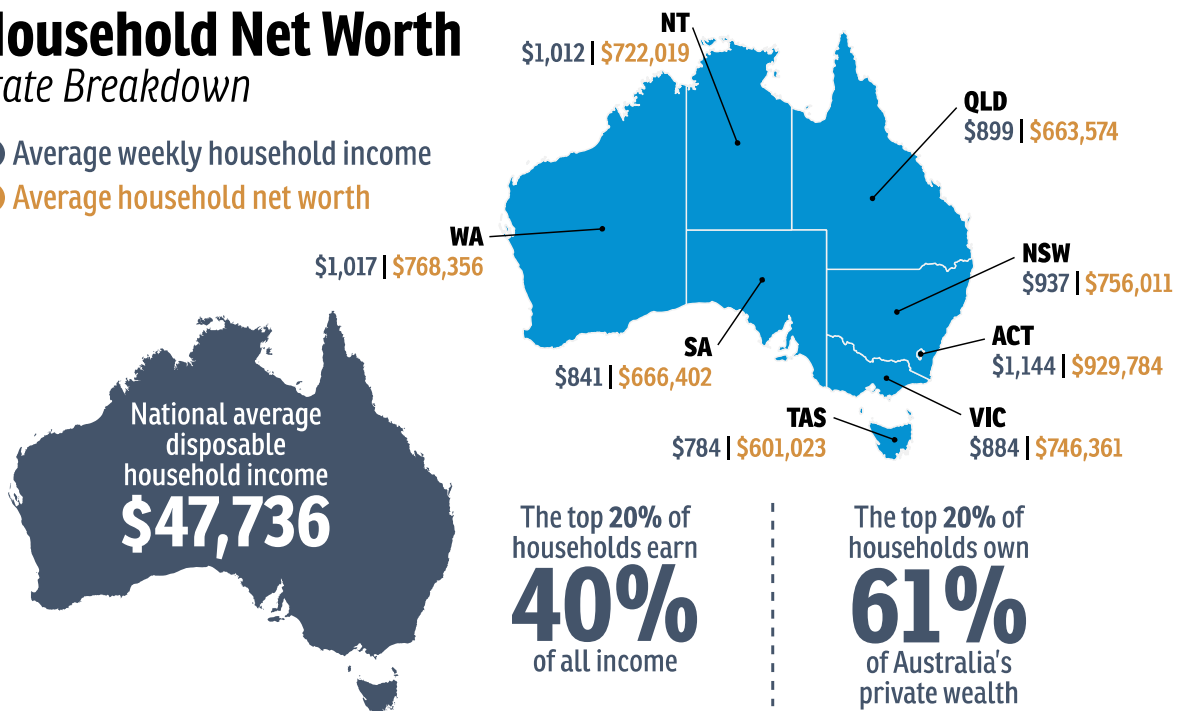 ousehold Net Worth
ate Breakdown
Average weekly household income
Average household net worth
NT
$1,012 | $722,019
QLD
$899 | $663,574
WA
$1,017 | $768,356
NSW
$937 | $756,011
SA
$841 | $666,402
ACT
$1,144 | $929,784
TAS
$784 | $601,023
VIC
$884 | $746,361
National average
disposable
household income
$47,736
The top 20% of
households earn
40%
of all income
The top 20% of
households own
61%
of Australia's
private wealth